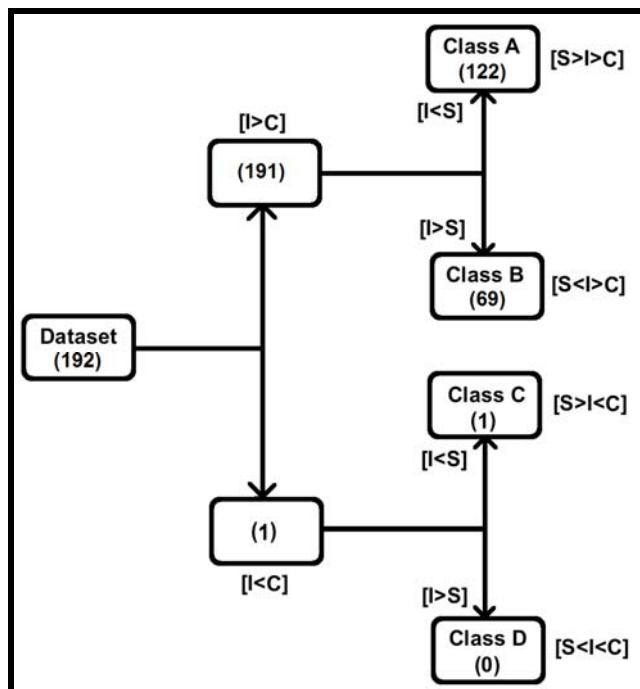 Class A
(122)
[S>I>C]
[I<S]
[I>C]
(191)
[I>S]
Class B
(69)
[S<I>C]
Dataset
(192)
Class C
(1)
[S>I<C]
[I<S]
(1)
[I<C]
[I>S]
Class D
(0)
[S<I<C]